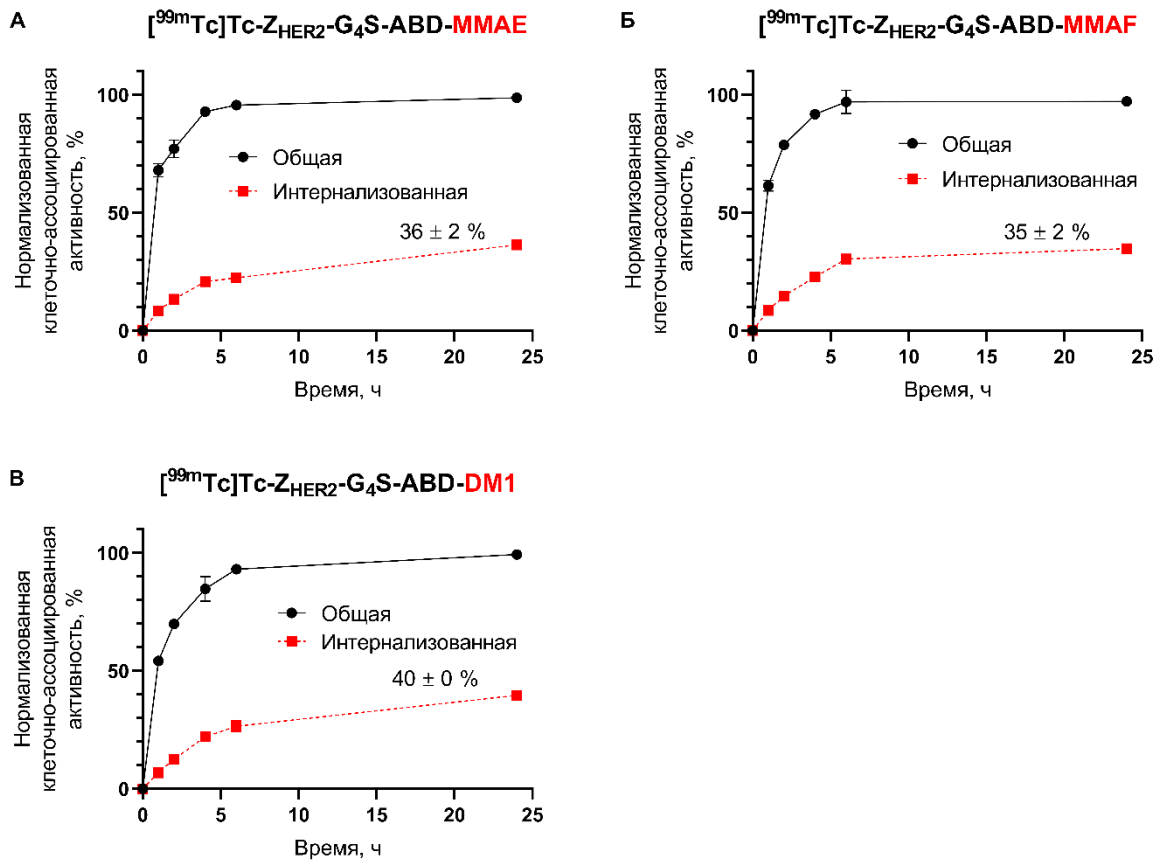 А
[⁹⁹ᵐTc]Tc-Z_HER2-G₄S-ABD-MMAE
Нормализованная
клеточно-ассоциированная
активность, %
100
50
0
Общая
Интернализованная
36 ± 2 %
0 5 10 15 20 25
Время, ч
Б
[⁹⁹ᵐTc]Tc-Z_HER2-G₄S-ABD-MMAF
Нормализованная
клеточно-ассоциированная
активность, %
100
50
0
Общая
Интернализованная
35 ± 2 %
0 5 10 15 20 25
Время, ч
В
[⁹⁹ᵐTc]Tc-Z_HER2-G₄S-ABD-DM1
Нормализованная
клеточно-ассоциированная
активность, %
100
50
0
Общая
Интернализованная
40 ± 0 %
0 5 10 15 20 25
Время, ч